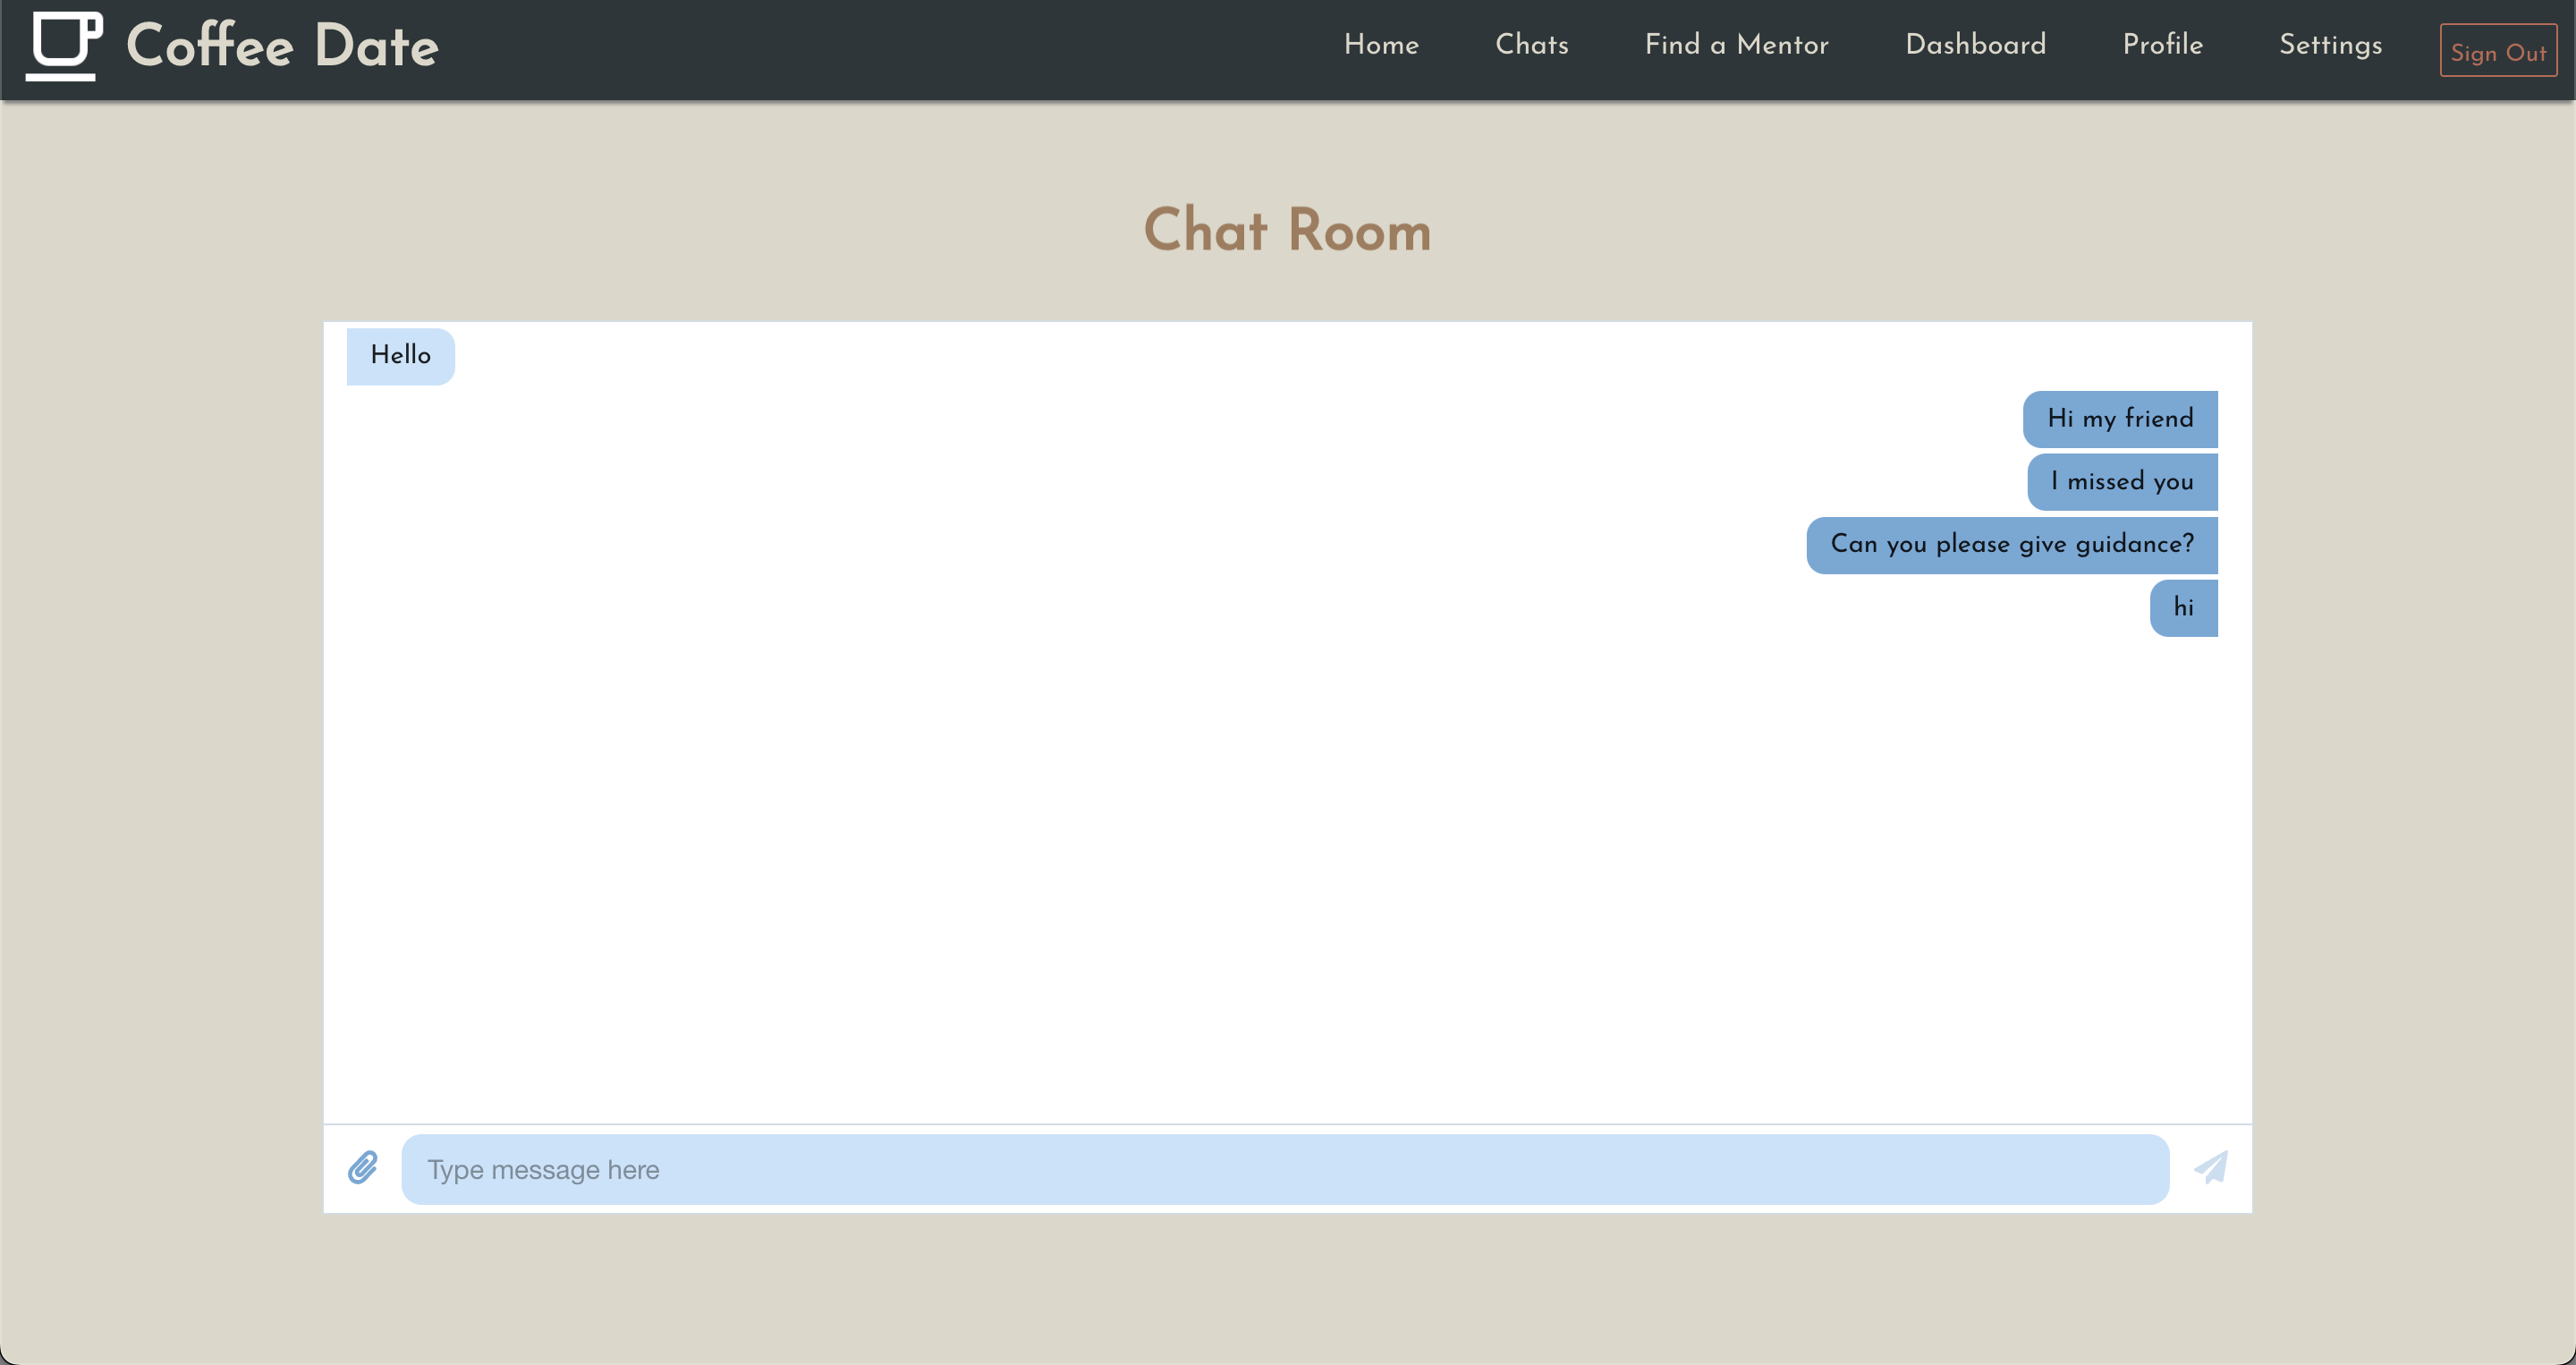 Coffee Date
Home Chats Find a Mentor Dashboard Profile Settings Sign Out
Chat Room
Hello
Hi my friend
I missed you
Can you please give guidance?
hi
Type message here